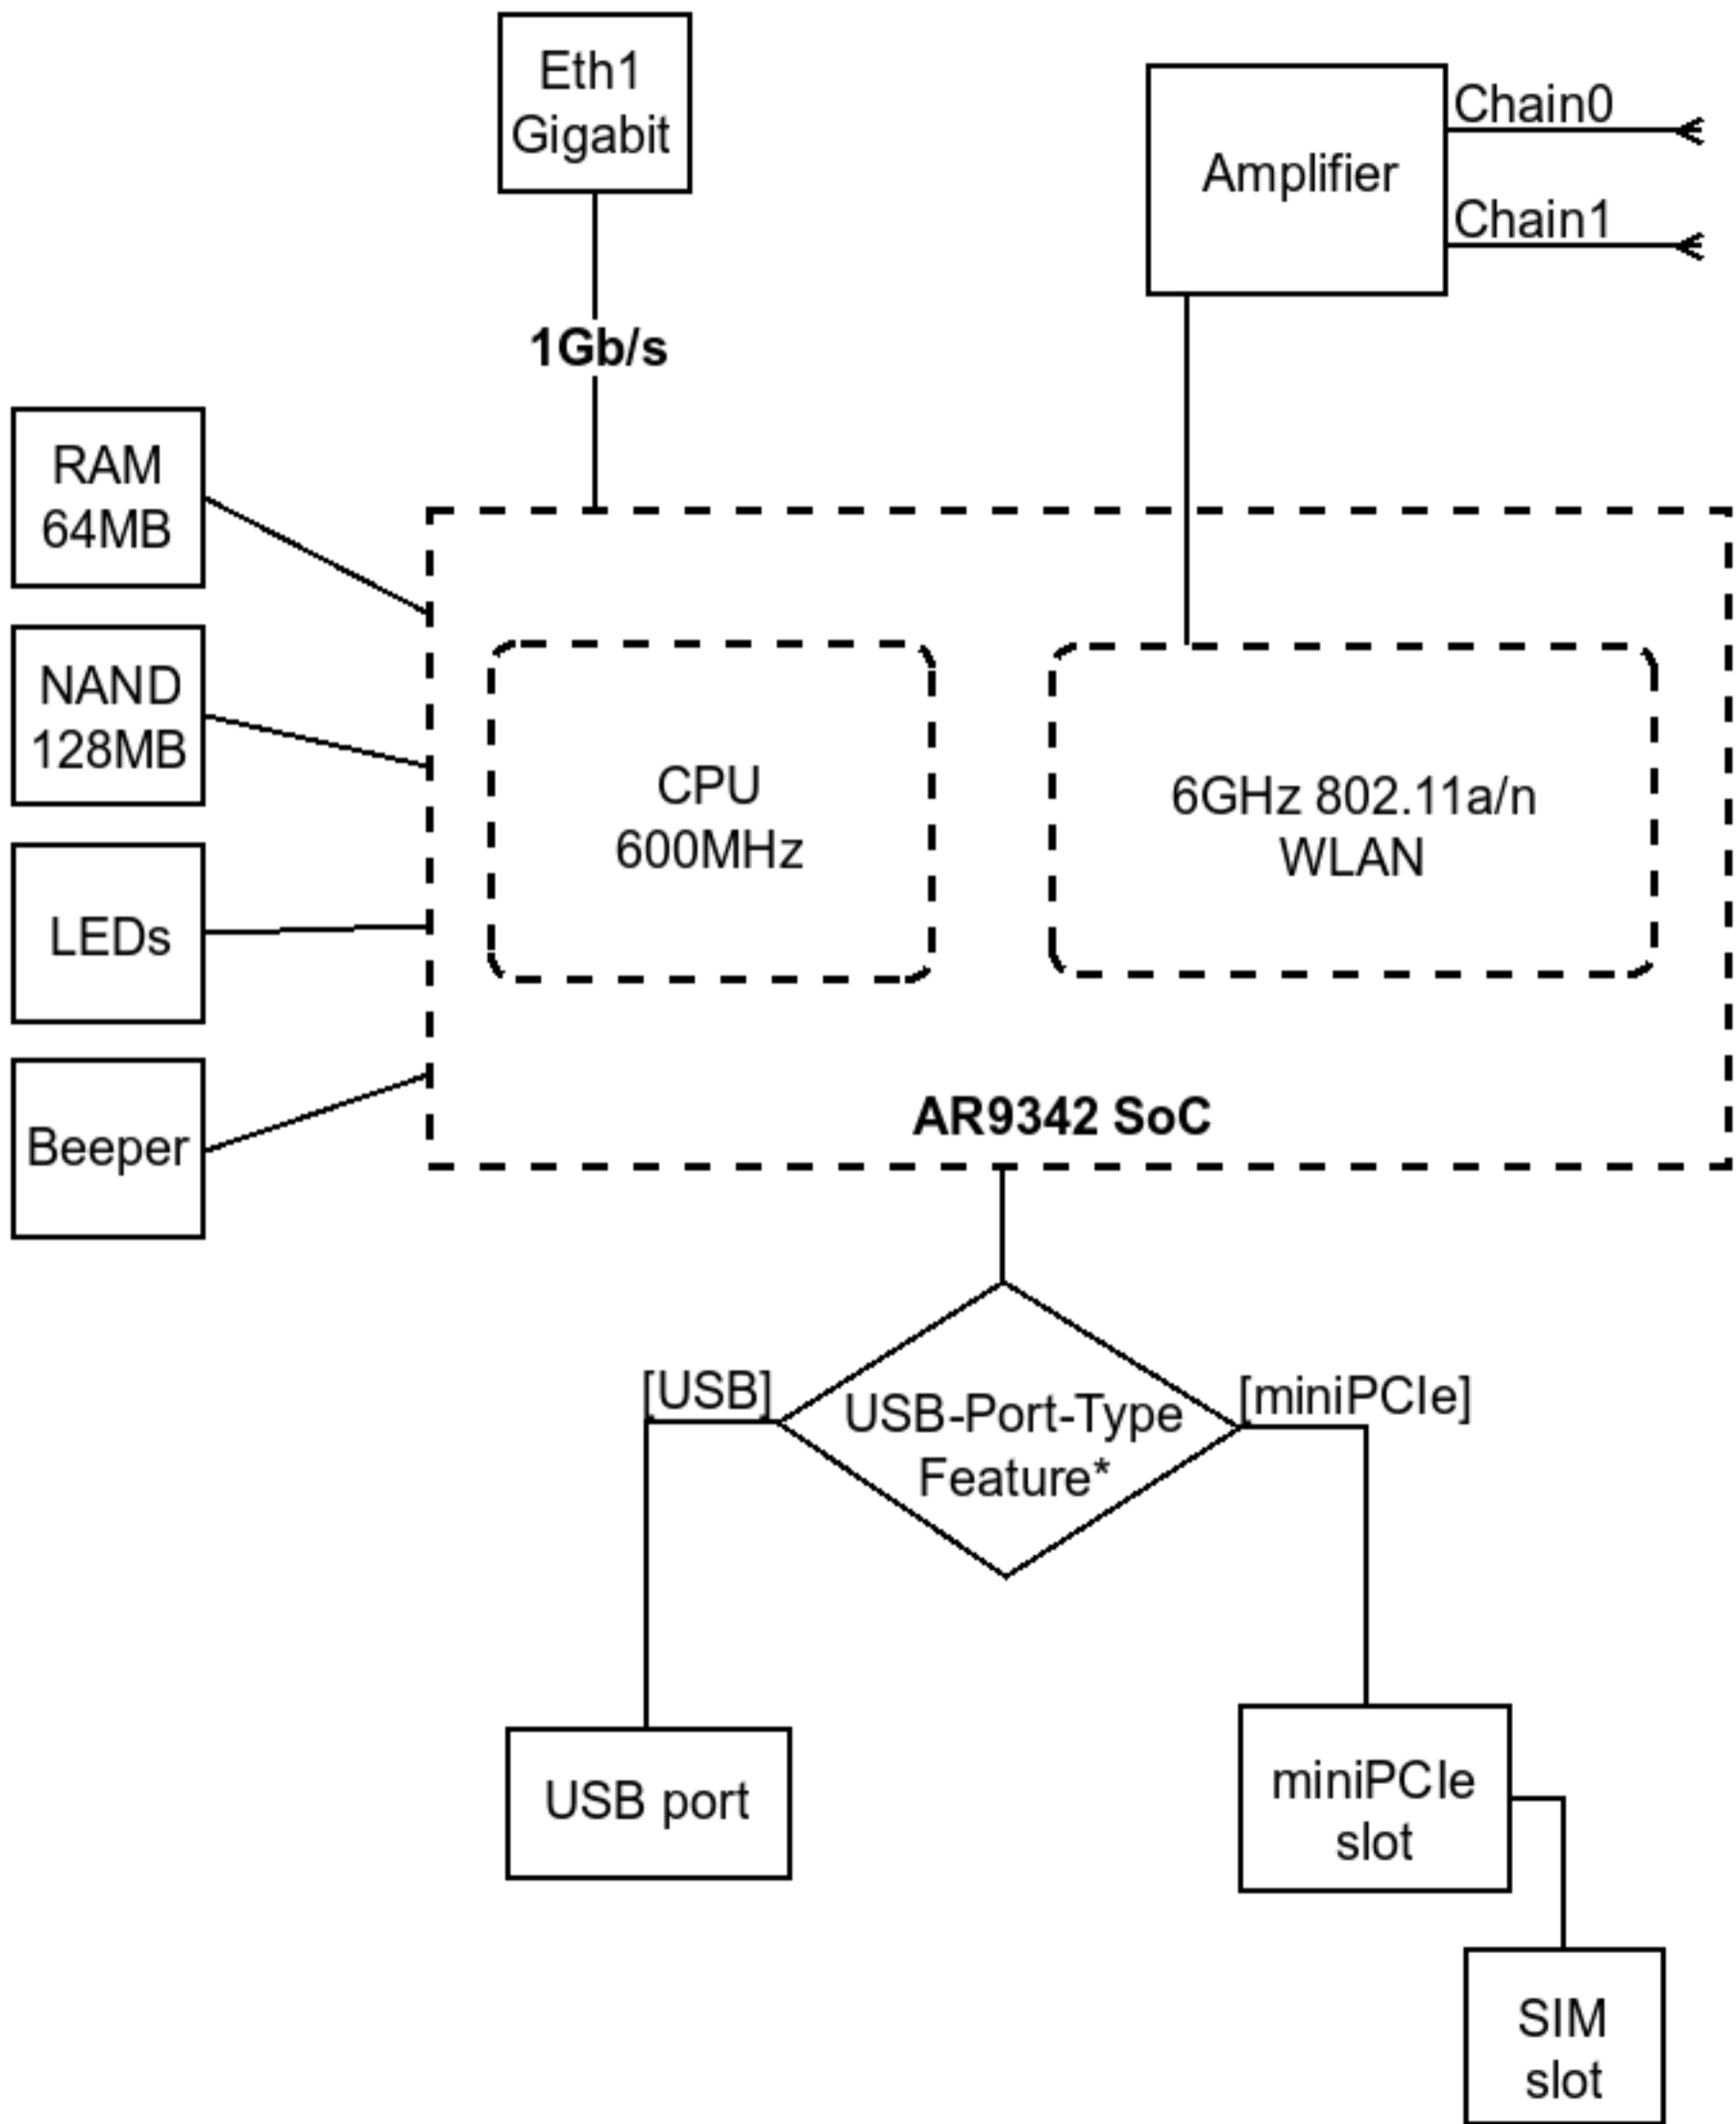 Eth1
Gigabit
Chain0
Amplifier
Chain1
1Gb/s
RAM
64MB
NAND
128MB
CPU
600MHz
6GHz 802.11a/n
WLAN
LEDs
AR9342 SoC
Beeper
[USB]
[miniPCIe]
USB-Port-Type
Feature*
USB port
miniPCIe
slot
SIM
slot